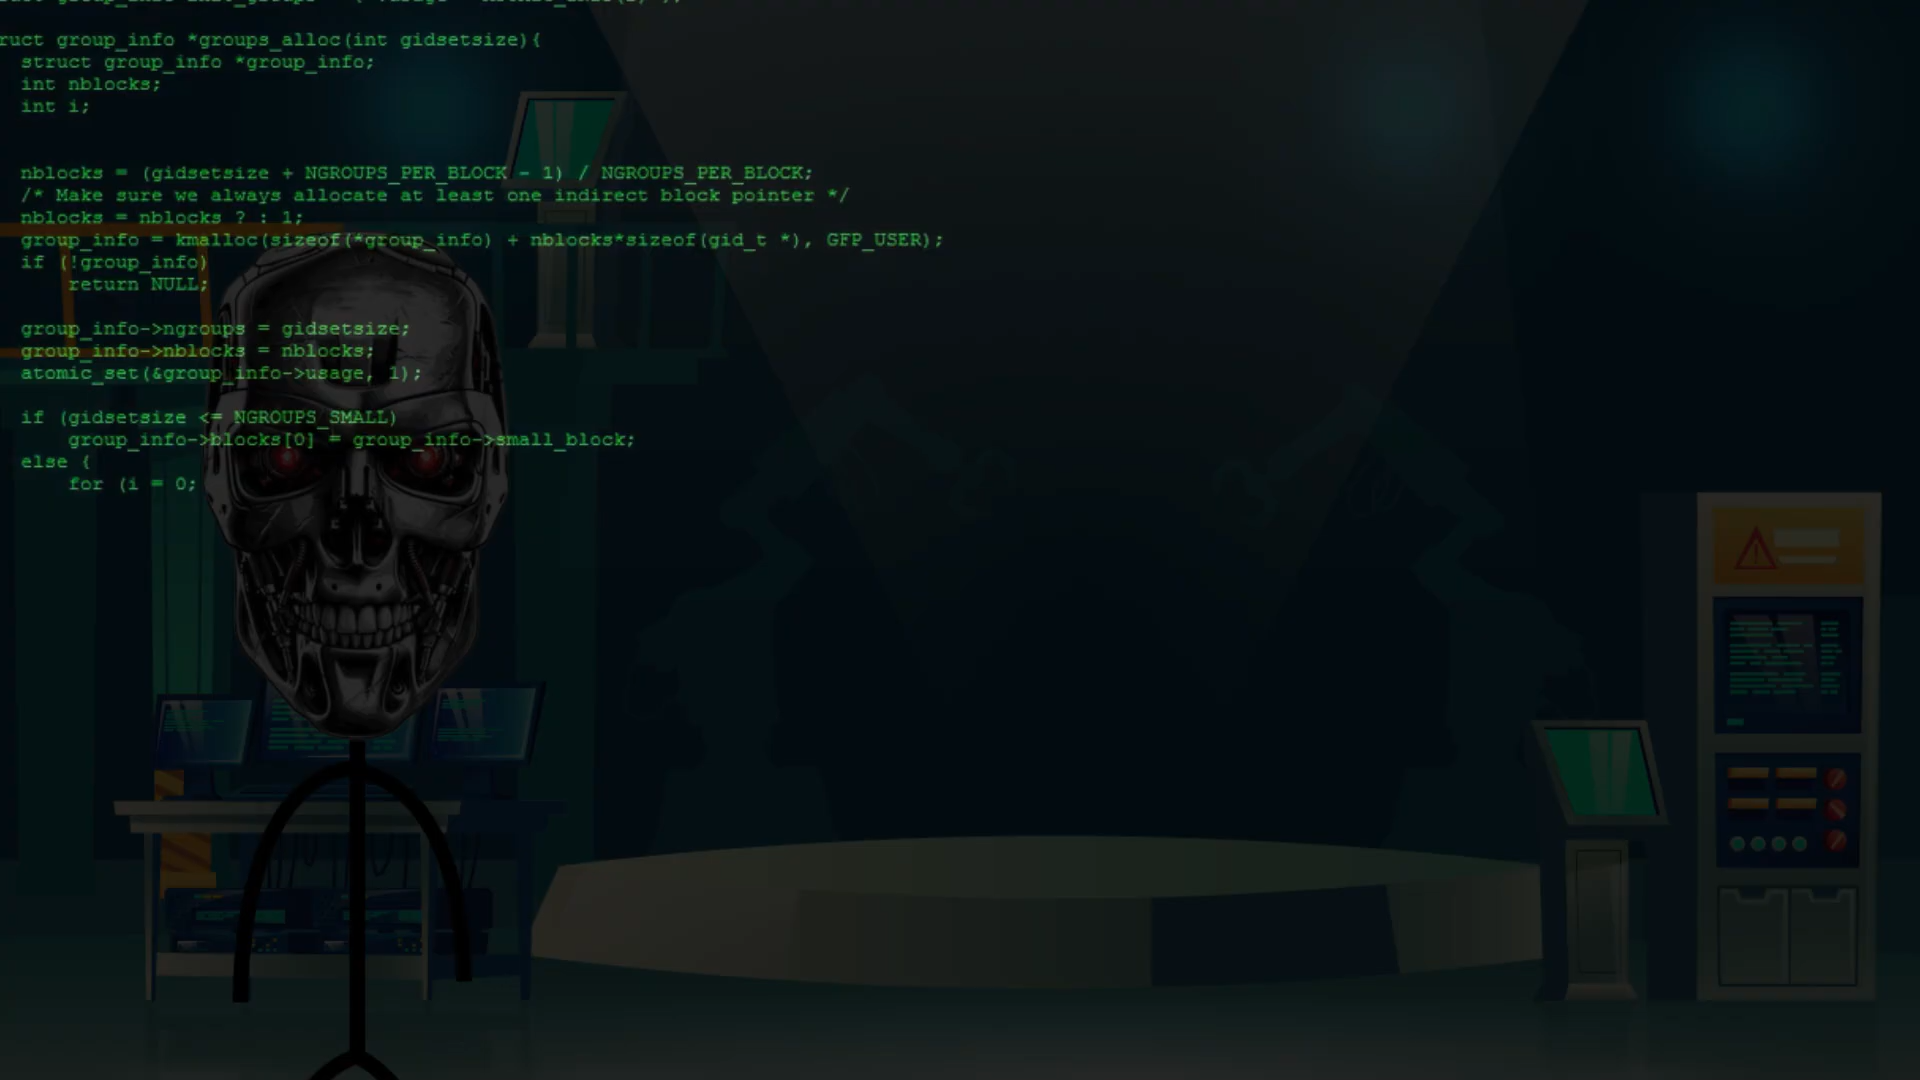 ruct group_info *groups_alloc(int gidsetsize){
struct group_info *group_info;
int nblocks;
int i;
nblocks = (gidsetsize + NGROUPS_PER_BLOCK - 1) / NGROUPS_PER_BLOCK;
/* Make sure we always allocate at least one indirect block pointer */
nblocks = nblocks ? : 1;
group_info = kmalloc(sizeof(*group_info) + nblocks*sizeof(gid_t *), GFP_USER);
if (!group_info)
return NULL;
group_info->ngroups = gidsetsize;
group_info->nblocks = nblocks;
atomic_set(&group_info->usage, 1);
if (gidsetsize <= NGROUPS_SMALL)
group_info->blocks[0] = group_info->small_block;
else {
for (i = 0;